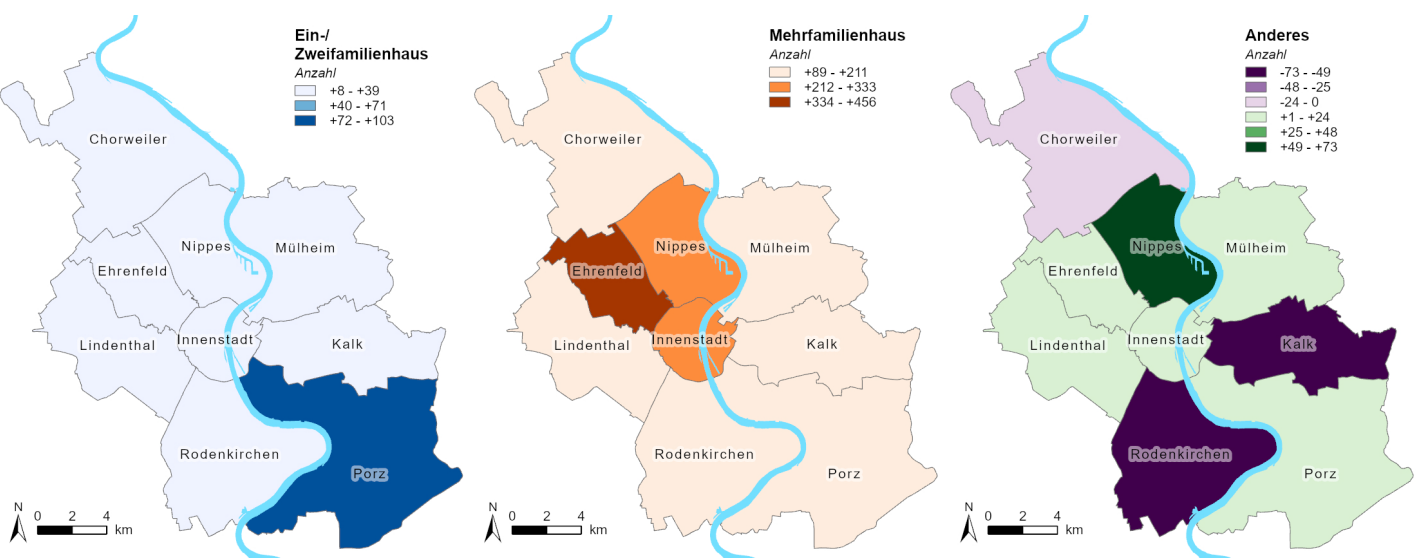 Ein-/
Zweifamilienhaus
Anzahl
+8 - +39
+40 - +71
+72 - +103
Chorweiler
Nippes
Mülheim
Ehrenfeld
Lindenthal
Innenstadt
Kalk
Rodenkirchen
Porz
N
0 2 4
km
Mehrfamilienhaus
Anzahl
+89 - +211
+212 - +333
+334 - +456
Chorweiler
Nippes
Mülheim
Ehrenfeld
Lindenthal
Innenstadt
Kalk
Rodenkirchen
Porz
N
0 2 4
km
Anderes
Anzahl
-73 - -49
-48 - -25
-24 - 0
+1 - +24
+25 - +48
+49 - +73
Chorweiler
Nippes
Mülheim
Ehrenfeld
Lindenthal
Innenstadt
Kalk
Rodenkirchen
Porz
N
0 2 4
km